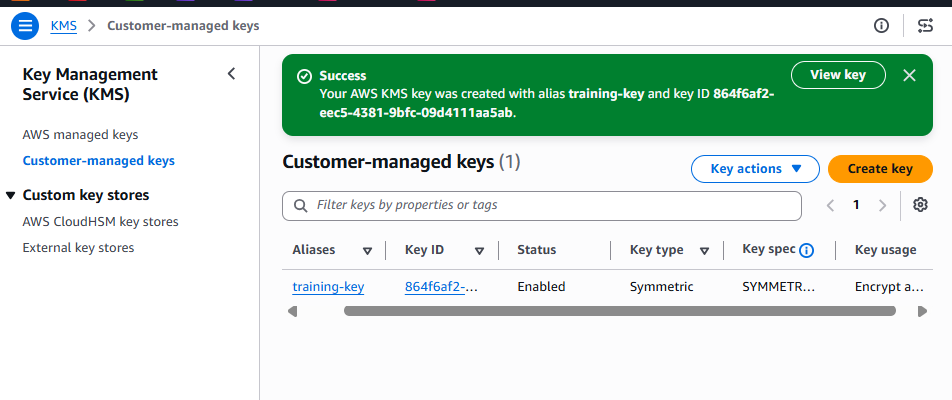 KMS > Customer-managed keys
Key Management
Service (KMS)
AWS managed keys
Customer-managed keys
Custom key stores
AWS CloudHSM key stores
External key stores
Success
Your AWS KMS key was created with alias training-key and key ID 864f6af2-
eec5-4381-9bfc-09d4111aa5ab.
View key
Customer-managed keys (1)
Key actions
Create key
Filter keys by properties or tags
1
Aliases Key ID Status Key type Key spec Key usage
training-key 864f6af2-... Enabled Symmetric SYMMETR... Encrypt a...